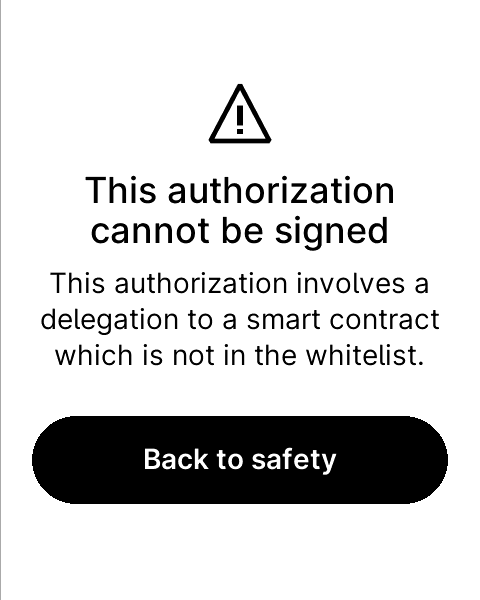 This authorization
cannot be signed
This authorization involves a
delegation to a smart contract
which is not in the whitelist.
Back to safety